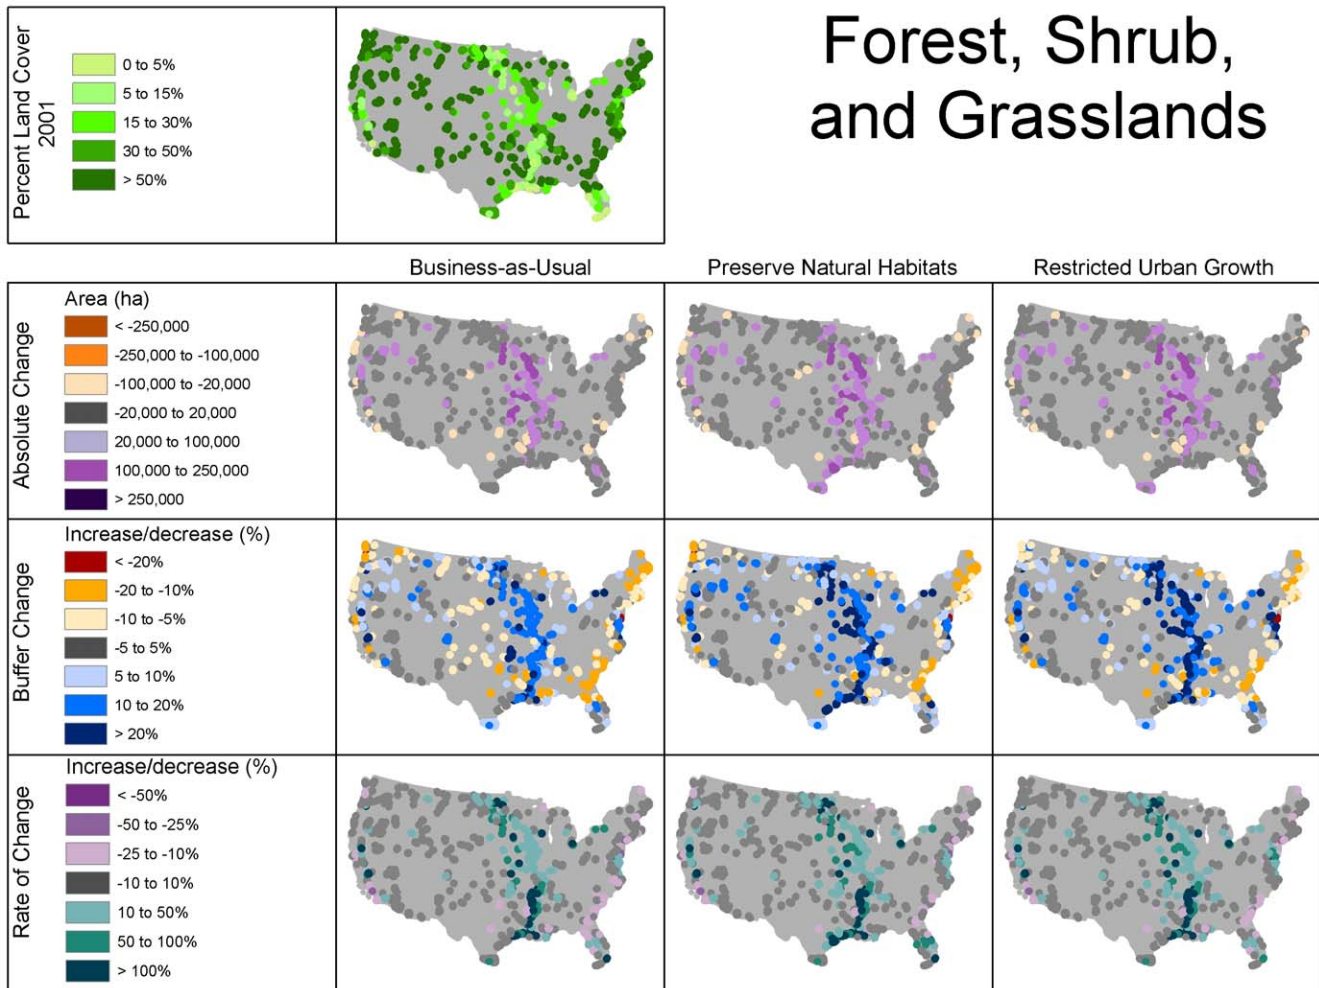 Forest, Shrub,
and Grasslands
Percent Land Cover
2001
0 to 5%
5 to 15%
15 to 30%
30 to 50%
> 50%
Business-as-Usual
Preserve Natural Habitats
Restricted Urban Growth
Absolute Change
Area (ha)
< -250,000
-250,000 to -100,000
-100,000 to -20,000
-20,000 to 20,000
20,000 to 100,000
100,000 to 250,000
> 250,000
Buffer Change
Increase/decrease (%)
< -20%
-20 to -10%
-10 to -5%
-5 to 5%
5 to 10%
10 to 20%
> 20%
Rate of Change
Increase/decrease (%)
< -50%
-50 to -25%
-25 to -10%
-10 to 10%
10 to 50%
50 to 100%
> 100%